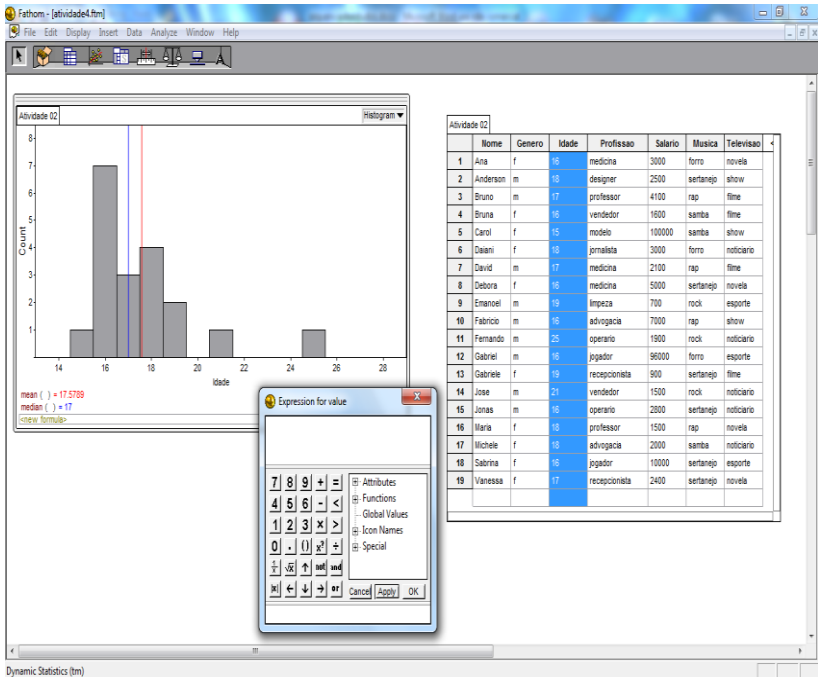 Fathom - [atividade4.ftm]
File Edit Display Insert Data Analyze Window Help
Atividade 02
Histogram
8
7
6
5
4
3
2
1
Count
14 16 18 20 22 24 26 28
Idade
mean ( ) = 17.5789
median ( ) = 17
<new formula>
Atividade 02
Nome Genero Idade Profissao Salario Musica Televisao <
1 Ana f 16 medicina 3000 forro novela
2 Anderson m 18 designer 2500 sertanejo show
3 Bruno m 17 professor 4100 rap filme
4 Bruna f 16 vendedor 1600 samba filme
5 Carol f 15 modelo 100000 samba show
6 Daiani f 18 jornalista 3000 forro noticiario
7 David m 17 medicina 2100 rap filme
8 Debora f 16 medicina 5000 sertanejo novela
9 Emanoel m 19 limpeza 700 rock esporte
10 Fabricio m 16 advogacia 7000 rap show
11 Fernando m 25 operario 1900 rock noticiario
12 Gabriel m 16 jogador 96000 forro esporte
13 Gabriele f 19 recepcionista 900 sertanejo filme
14 Jose m 21 vendedor 1500 rock noticiario
15 Jonas m 16 operario 2800 sertanejo noticiario
16 Maria f 18 professor 1500 rap novela
17 Michele f 18 advogacia 2000 samba noticiario
18 Sabrina f 16 jogador 10000 sertanejo esporte
19 Vanessa f 17 recepcionista 2400 sertanejo novela
Expression for value
7 8 9 + =
4 5 6 - <
1 2 3 x >
0 . () x² ÷
1/x √x ↑ not and
|x| ← ↓ → or
Attributes
Functions
Global Values
Icon Names
Special
Cancel Apply OK
Dynamic Statistics (tm)